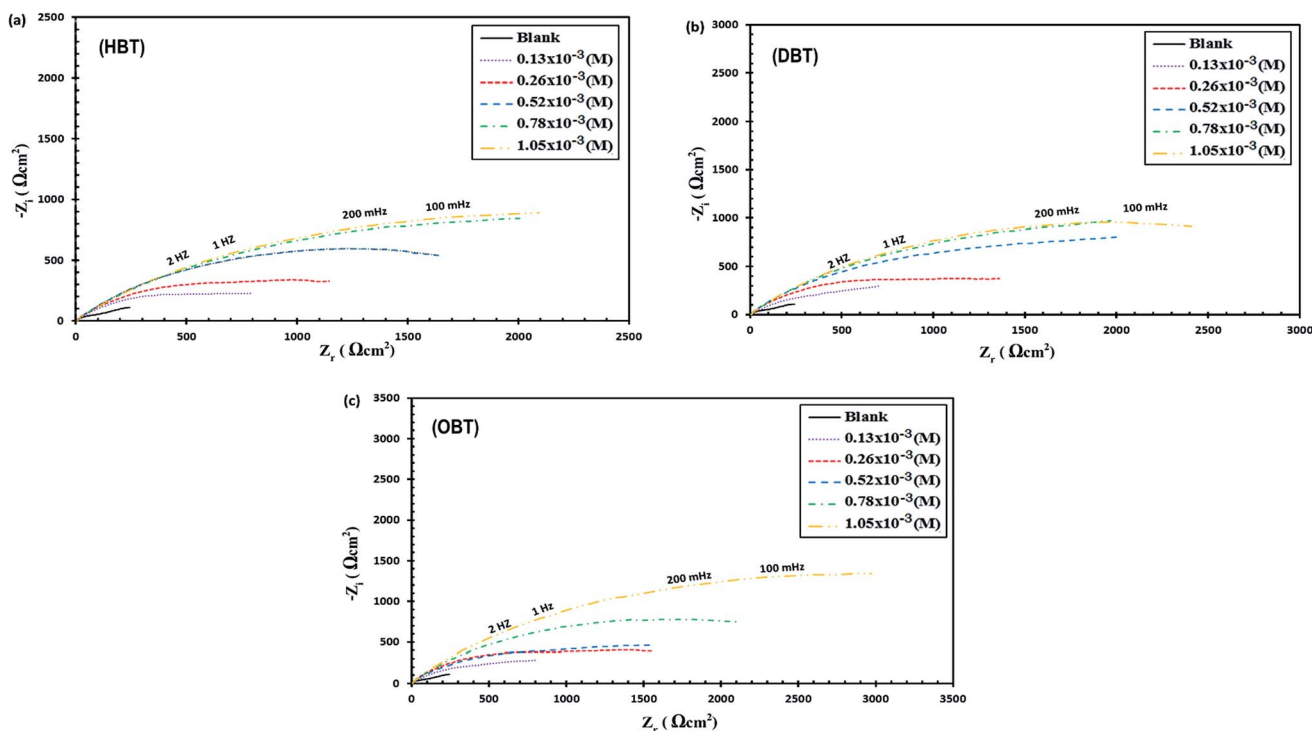 (a)
(HBT)
2500
2000
1500
1000
500
0
-Zi ( Ωcm²)
0 500 1000 1500 2000 2500
Zr ( Ωcm²)
2 HZ
1 HZ
200 mHz
100 mHz
Blank
0.13x10⁻³(M)
0.26x10⁻³(M)
0.52x10⁻³(M)
0.78x10⁻³(M)
1.05x10⁻³(M)
(b)
(DBT)
3000
2500
2000
1500
1000
500
0
-Zi ( Ωcm²)
0 500 1000 1500 2000 2500 3000
Zr ( Ωcm²)
2 HZ
1 HZ
200 mHz
100 mHz
Blank
0.13x10⁻³(M)
0.26x10⁻³(M)
0.52x10⁻³(M)
0.78x10⁻³(M)
1.05x10⁻³(M)
(c)
(OBT)
3500
3000
2500
2000
1500
1000
500
0
-Zi ( Ωcm²)
0 500 1000 1500 2000 2500 3000 3500
Zr ( Ωcm²)
2 HZ
1 Hz
200 mHz
100 mHz
Blank
0.13x10⁻³(M)
0.26x10⁻³(M)
0.52x10⁻³(M)
0.78x10⁻³(M)
1.05x10⁻³(M)